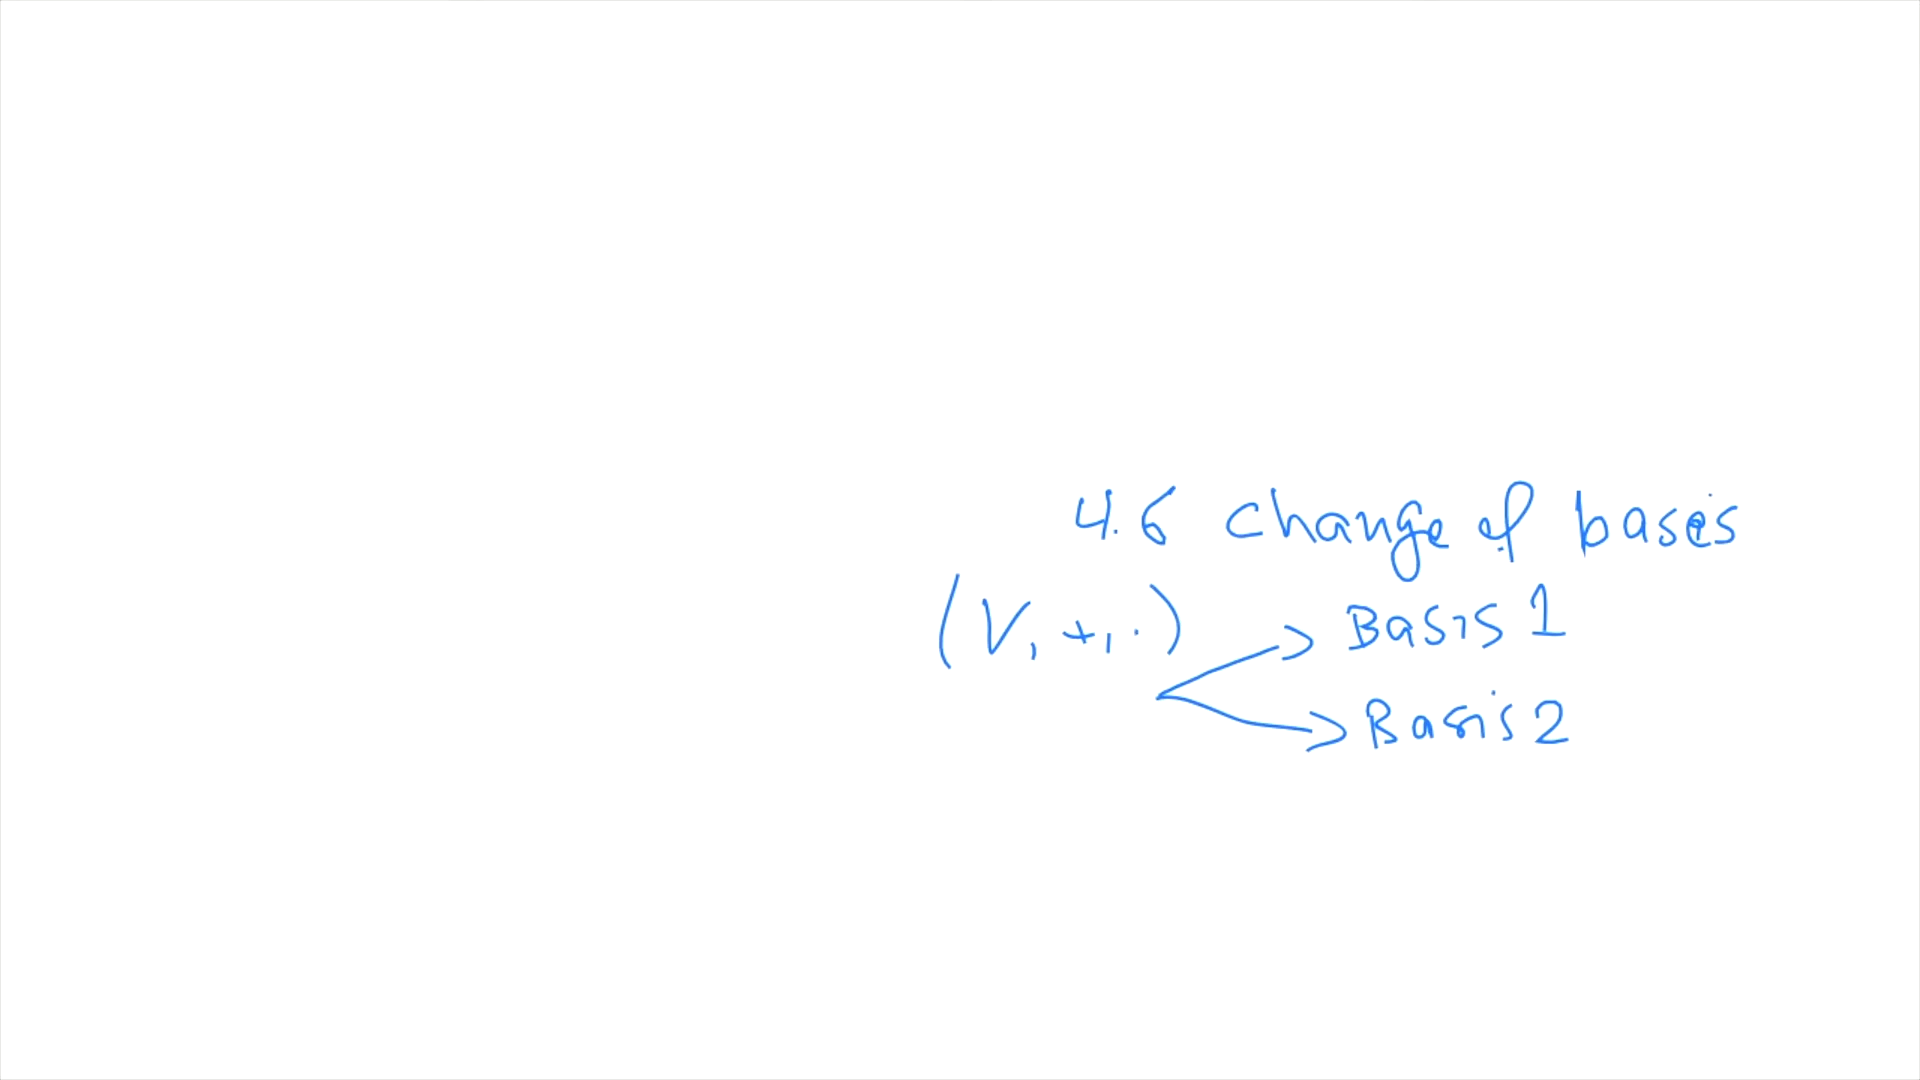 4.6 change of bases
(V, +, ·) → Basis 1
→ Basis 2